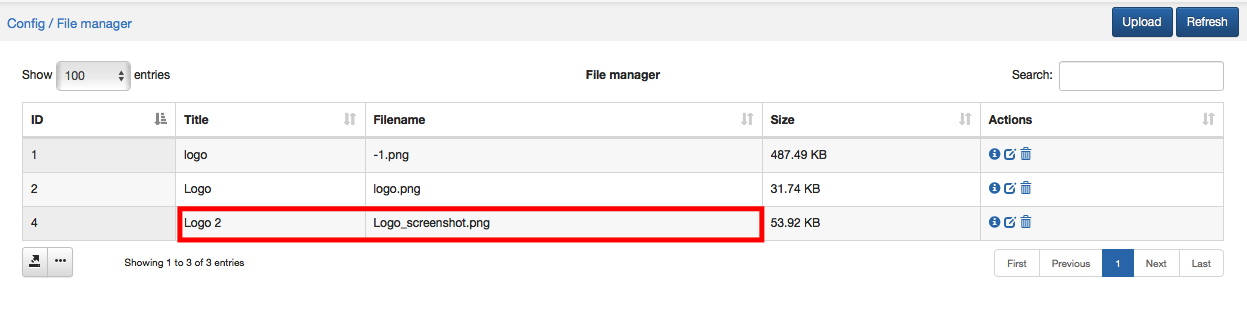 Config / File manager Upload Refresh
Show 100 entries File manager Search:
ID Title Filename Size Actions
1 logo -1.png 487.49 KB
2 Logo logo.png 31.74 KB
4 Logo 2 Logo_screenshot.png 53.92 KB
Showing 1 to 3 of 3 entries First Previous 1 Next Last